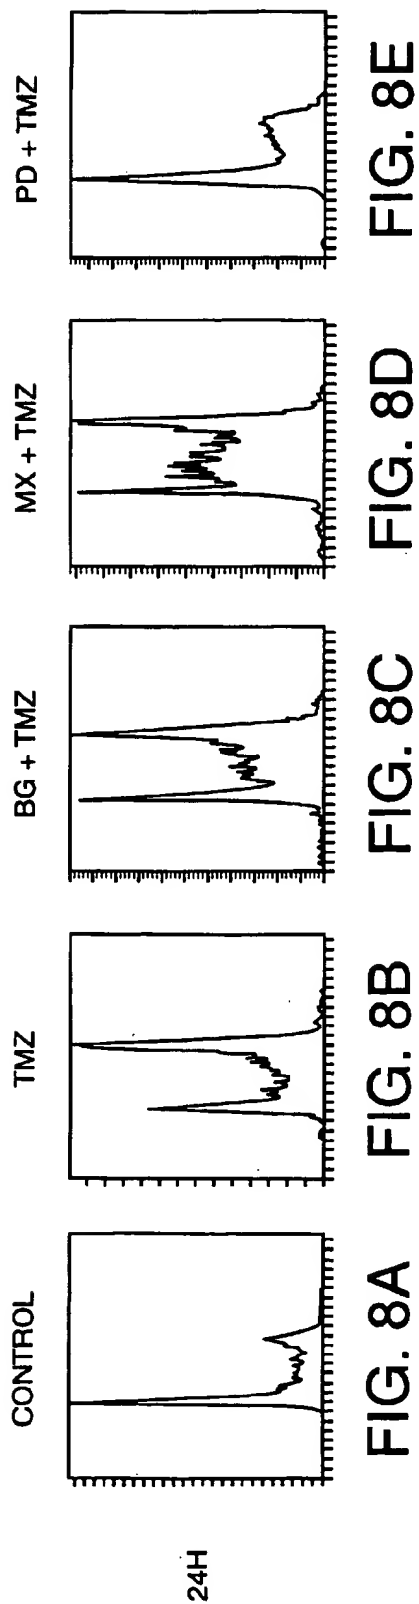 24H
CONTROL
TMZ
BG + TMZ
MX + TMZ
PD + TMZ
FIG. 8A
FIG. 8B
FIG. 8C
FIG. 8D
FIG. 8E